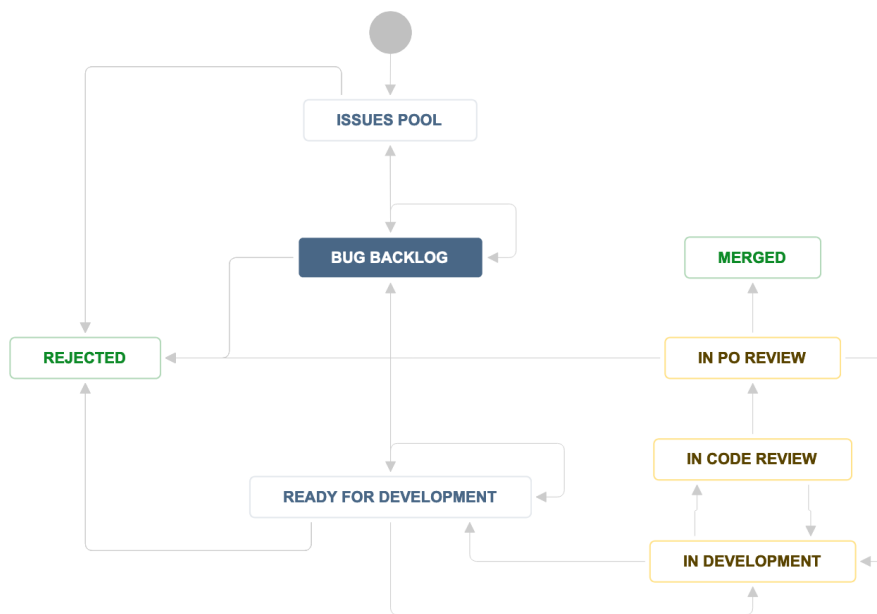 ISSUES POOL
BUG BACKLOG
MERGED
REJECTED
IN PO REVIEW
IN CODE REVIEW
READY FOR DEVELOPMENT
IN DEVELOPMENT